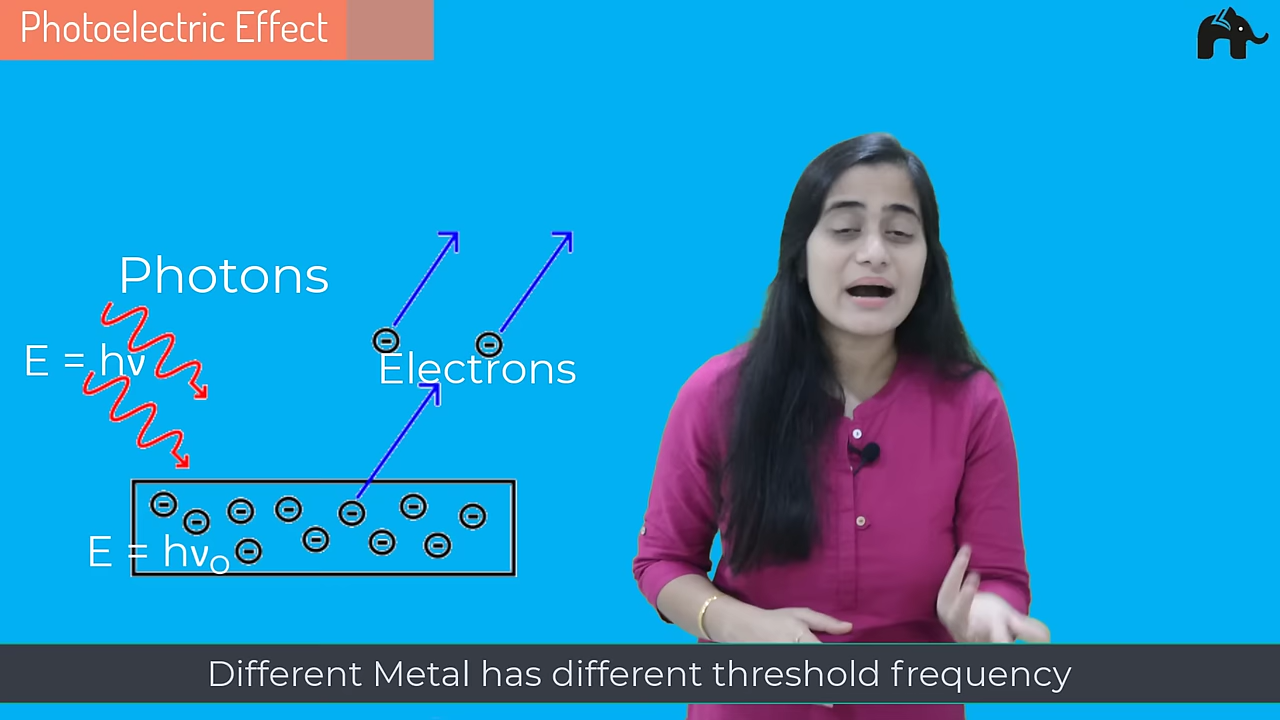 Photoelectric Effect
Photons
E = hν
Electrons
E = hν₀
Different Metal has different threshold frequency